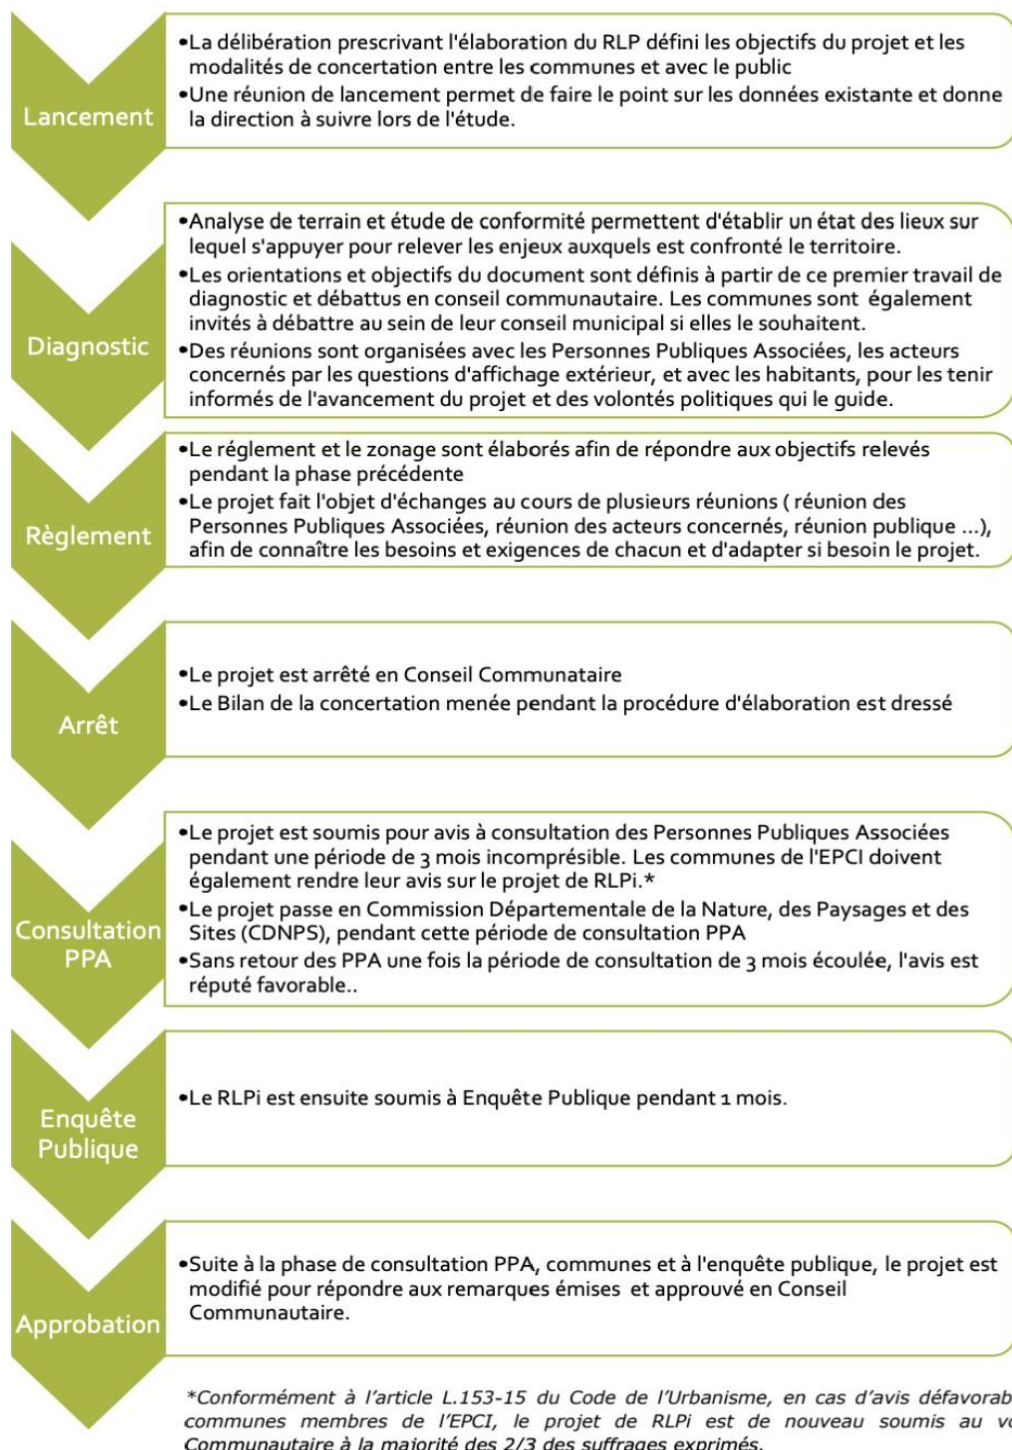 Lancement
•La délibération prescrivant l'élaboration du RLP défini les objectifs du projet et les
modalités de concertation entre les communes et avec le public
•Une réunion de lancement permet de faire le point sur les données existante et donne
la direction à suivre lors de l'étude.
Diagnostic
•Analyse de terrain et étude de conformité permettent d'établir un état des lieux sur
lequel s'appuyer pour relever les enjeux auxquels est confronté le territoire.
•Les orientations et objectifs du document sont définis à partir de ce premier travail de
diagnostic et débattus en conseil communautaire. Les communes sont également
invités à débattre au sein de leur conseil municipal si elles le souhaitent.
•Des réunions sont organisées avec les Personnes Publiques Associées, les acteurs
concernés par les questions d'affichage extérieur, et avec les habitants, pour les tenir
informés de l'avancement du projet et des volontés politiques qui le guide.
Règlement
•Le réglement et le zonage sont élaborés afin de répondre aux objectifs relevés
pendant la phase précédente
•Le projet fait l'objet d'échanges au cours de plusieurs réunions ( réunion des
Personnes Publiques Associées, réunion des acteurs concernés, réunion publique ...),
afin de connaître les besoins et exigences de chacun et d'adapter si besoin le projet.
Arrêt
•Le projet est arrêté en Conseil Communataire
•Le Bilan de la concertation menée pendant la procédure d'élaboration est dressé
Consultation
PPA
•Le projet est soumis pour avis à consultation des Personnes Publiques Associées
pendant une période de 3 mois incomprésible. Les communes de l'EPCI doivent
également rendre leur avis sur le projet de RLPi.*
•Le projet passe en Commission Départementale de la Nature, des Paysages et des
Sites (CDNPS), pendant cette période de consultation PPA
•Sans retour des PPA une fois la période de consultation de 3 mois écoulée, l'avis est
réputé favorable..
Enquête
Publique
•Le RLPi est ensuite soumis à Enquête Publique pendant 1 mois.
Approbation
•Suite à la phase de consultation PPA, communes et à l'enquête publique, le projet est
modifié pour répondre aux remarques émises et approuvé en Conseil
Communautaire.
*Conformément à l'article L.153-15 du Code de l'Urbanisme, en cas d'avis
communes membres de l'EPCI, le projet de RLPi est de nouveau soumis au
Communautaire à la majorité des 2/3 des suffrages exprimés.